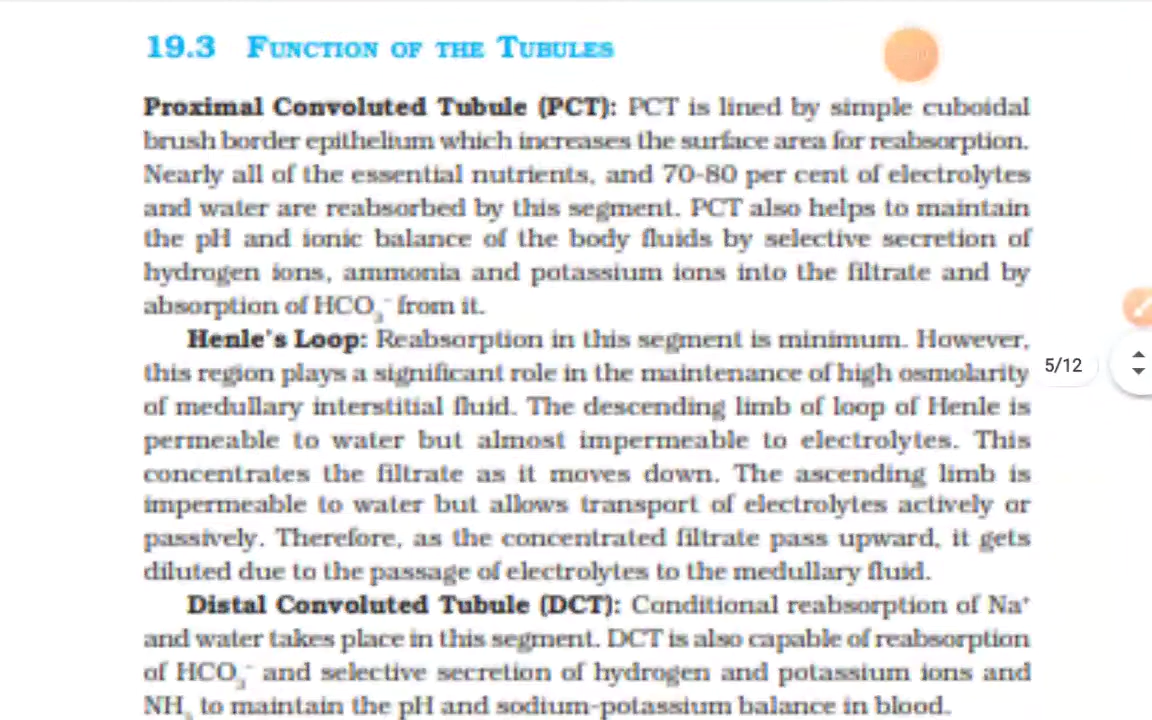 19.3 FUNCTION OF THE TUBULES
Proximal Convoluted Tubule (PCT): PCT is lined by simple cuboidal
brush border epithelium which increases the surface area for reabsorption.
Nearly all of the essential nutrients, and 70-80 per cent of electrolytes
and water are reabsorbed by this segment. PCT also helps to maintain
the pH and ionic balance of the body fluids by selective secretion of
hydrogen ions, ammonia and potassium ions into the filtrate and by
absorption of HCO₃⁻ from it.
Henle's Loop: Reabsorption in this segment is minimum. However,
this region plays a significant role in the maintenance of high osmolarity
5/12
of medullary interstitial fluid. The descending limb of loop of Henle is
permeable to water but almost impermeable to electrolytes. This
concentrates the filtrate as it moves down. The ascending limb is
impermeable to water but allows transport of electrolytes actively or
passively. Therefore, as the concentrated filtrate pass upward, it gets
diluted due to the passage of electrolytes to the medullary fluid.
Distal Convoluted Tubule (DCT): Conditional reabsorption of Na⁺
and water takes place in this segment. DCT is also capable of reabsorption
of HCO₃⁻ and selective secretion of hydrogen and potassium ions and
NH₃ to maintain the pH and sodium-potassium balance in blood.